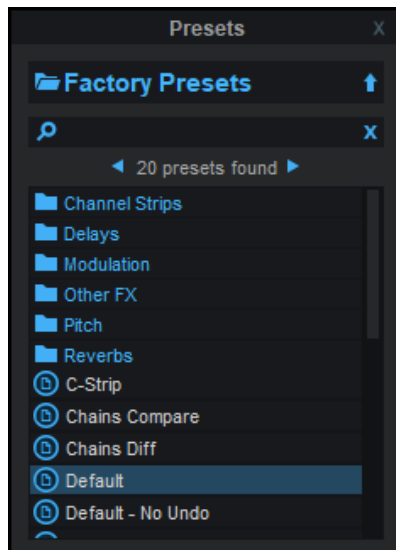 Presets X
Factory Presets
X
20 presets found
Channel Strips
Delays
Modulation
Other FX
Pitch
Reverbs
C-Strip
Chains Compare
Chains Diff
Default
Default - No Undo